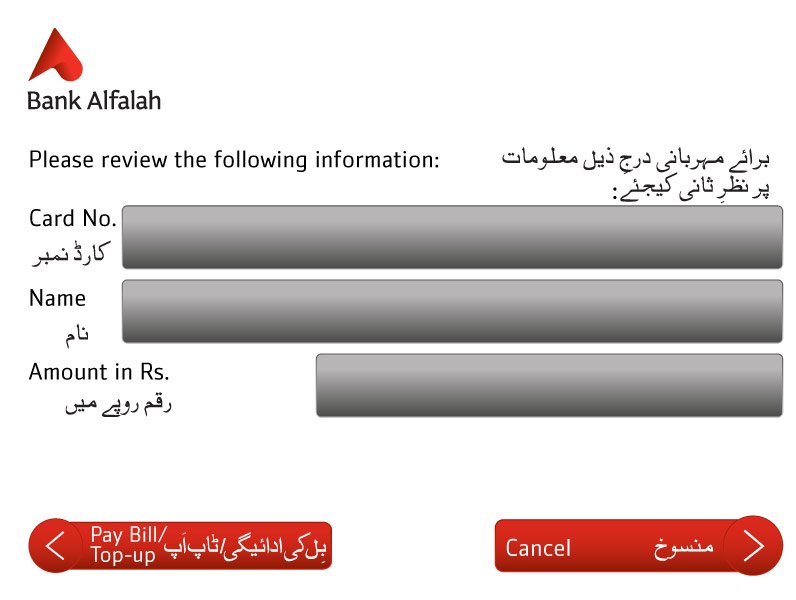 Bank Alfalah
Please review the following information:
برائے مہربانی درجِ ذیل معلومات
پر نظرِ ثانی کیجئے:
Card No.
کارڈ نمبر
Name
نام
Amount in Rs.
رقم روپے میں
Pay Bill/
Top-up
بِل کی ادائیگی/ٹاپ اَپ
Cancel
منسوخ